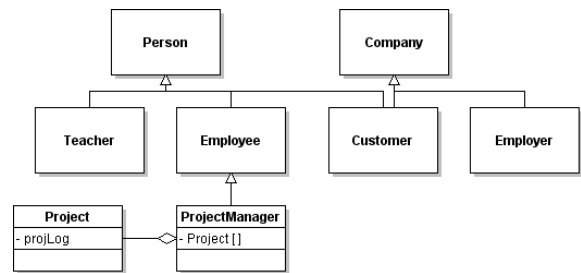 Person
Company
Teacher
Employee
Customer
Employer
Project
- projLog
ProjectManager
- Project [ ]